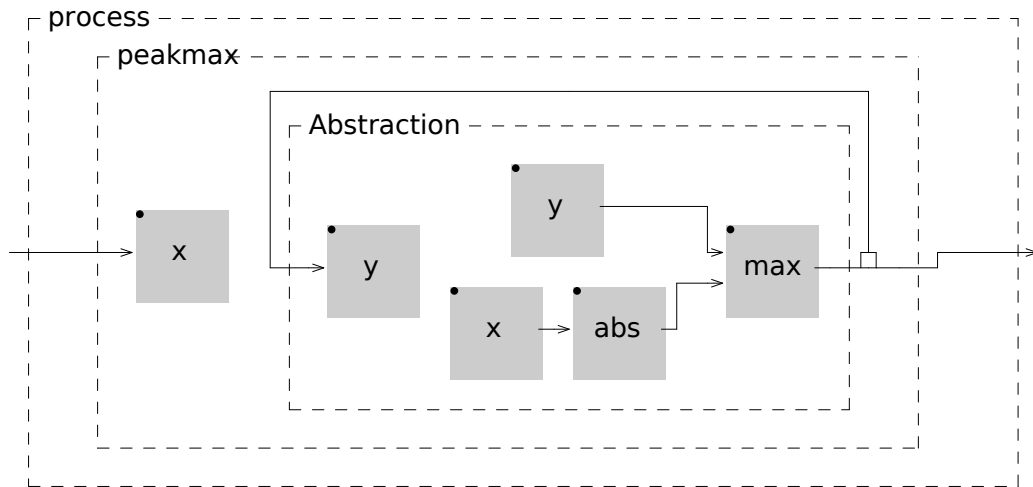 process
peakmax
Abstraction
y
x
y
max
x
abs